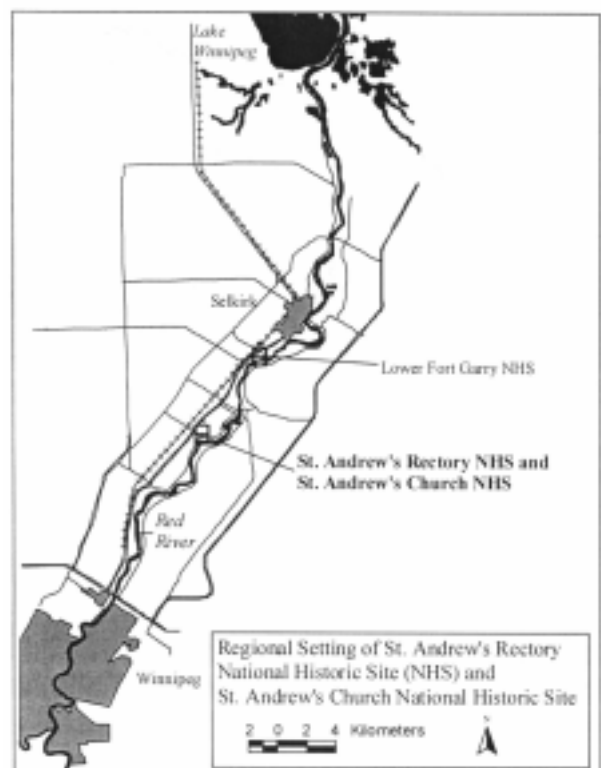 Lake
Winnipeg
Selkirk
Lower Fort Garry NHS
St. Andrew's Rectory NHS and
St. Andrew's Church NHS
Red
River
Winnipeg
Regional Setting of St. Andrew's Rectory
National Historic Site (NHS) and
St. Andrew's Church National Historic Site
2 0 2 4 Kilometers
N